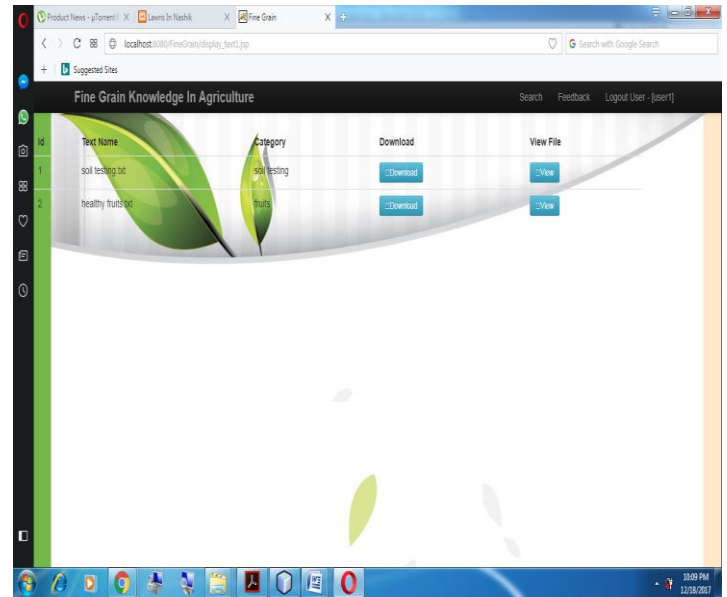 Product News - µTorrent X Lawns In Nashik X Fine Grain X +
localhost:8080/FineGrain/display_text1.jsp Search with Google Search
+ Suggested Sites
Fine Grain Knowledge In Agriculture Search Feedback Logout User - [user1]
Id Text Name Category Download View File
1 soil testing.txt soil testing Download View
2 healthy fruits.txt fruits Download View
10:09 PM
12/18/2017